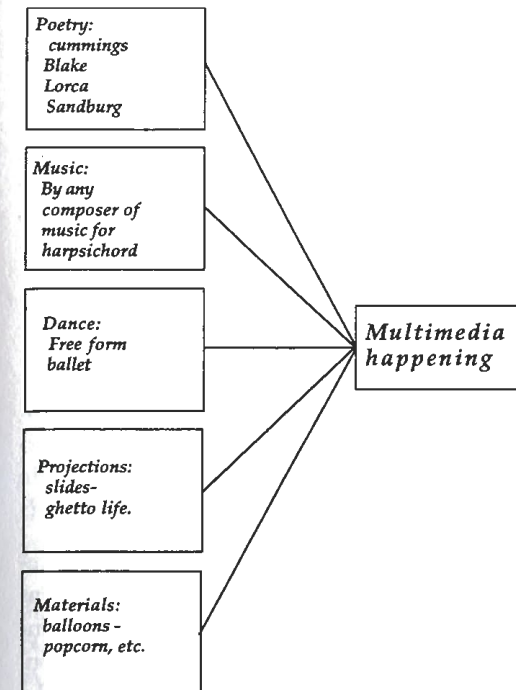 Poetry:
cummings
Blake
Lorca
Sandburg
Music:
By any
composer of
music for
harpsichord
Dance:
Free form
ballet
Projections:
slides-
ghetto life.
Materials:
balloons -
popcorn, etc.
Multimedia
happening